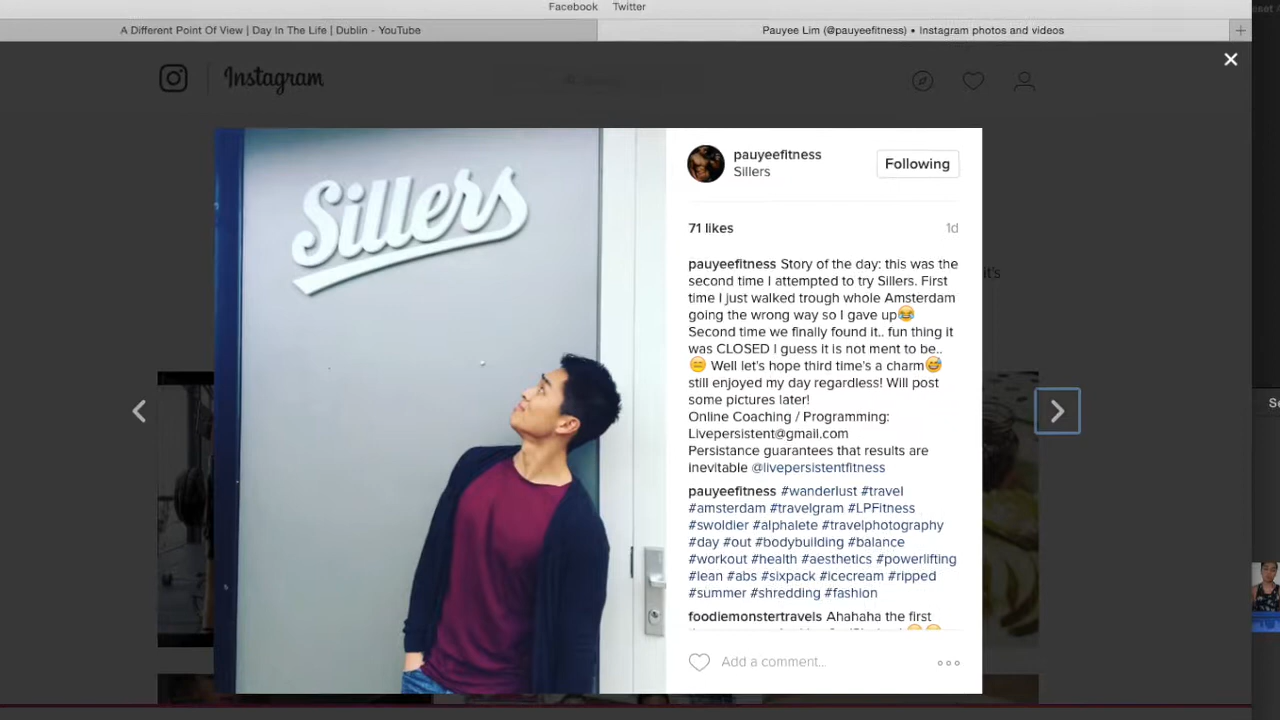 Facebook Twitter
A Different Point Of View | Day In The Life | Dublin - YouTube
Pauyee Lim (@pauyeefitness) • Instagram photos and videos
Instagram
Sillers
pauyeefitness
Sillers
Following
71 likes 1d
pauyeefitness Story of the day: this was the
second time I attempted to try Sillers. First
time I just walked trough whole Amsterdam
going the wrong way so I gave up😂
Second time we finally found it.. fun thing it
was CLOSED I guess it is not ment to be..
😑 Well let's hope third time's a charm😅
still enjoyed my day regardless! Will post
some pictures later!
Online Coaching / Programming:
Livepersistent@gmail.com
Persistance guarantees that results are
inevitable @livepersistentfitness
pauyeefitness #wanderlust #travel
#amsterdam #travelgram #LPFitness
#swoldier #alphalete #travelphotography
#day #out #bodybuilding #balance
#workout #health #aesthetics #powerlifting
#lean #abs #sixpack #icecream #ripped
#summer #shredding #fashion
foodiemonstertravels Ahahaha the first
Add a comment...
it's